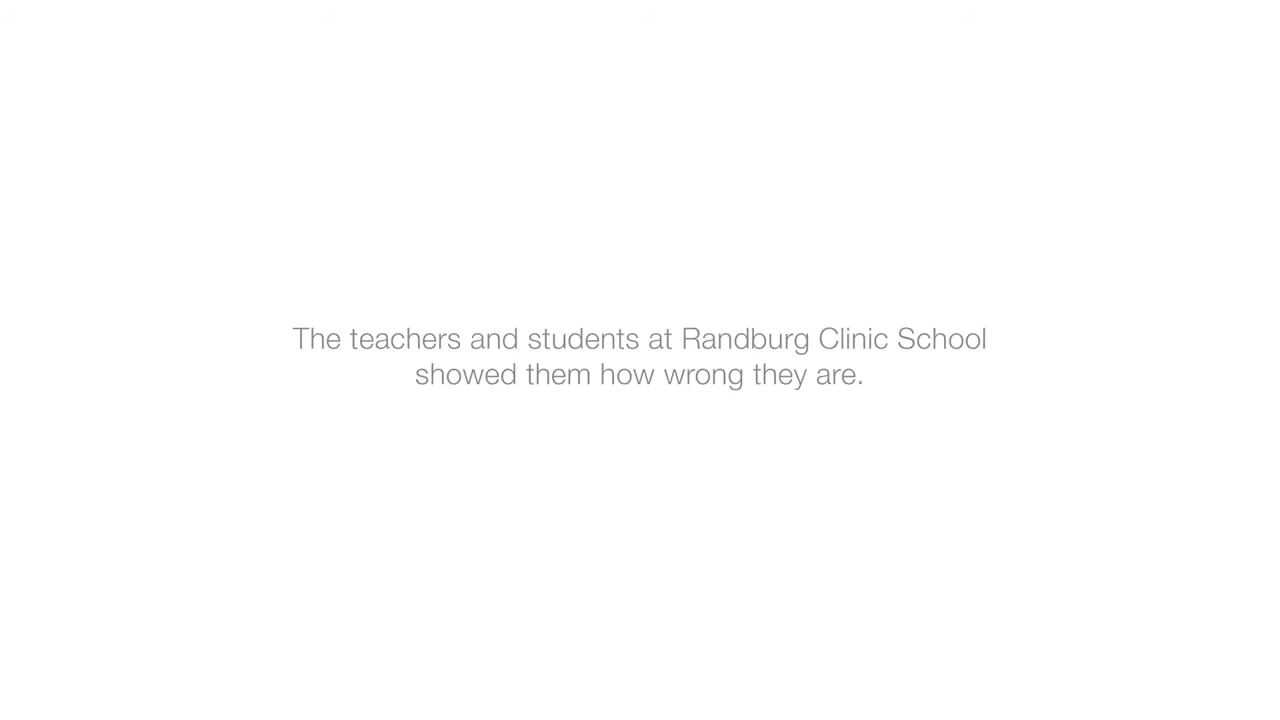 The teachers and students at Randburg Clinic School
showed them how wrong they are.